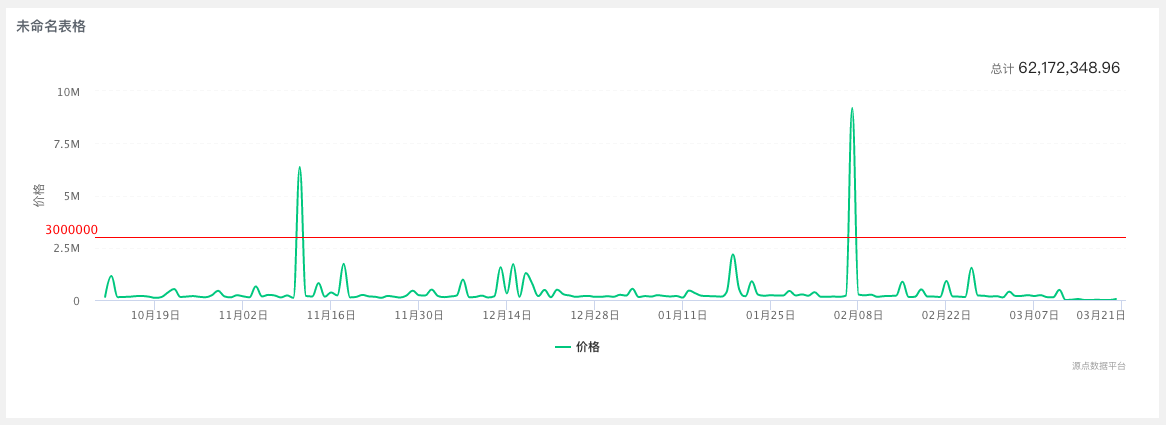 未命名表格
总计 62,172,348.96
10M
7.5M
价格
5M
3000000
2.5M
0
10月19日 11月02日 11月16日 11月30日 12月14日 12月28日 01月11日 01月25日 02月08日 02月22日 03月07日 03月21日
价格
源点数据平台